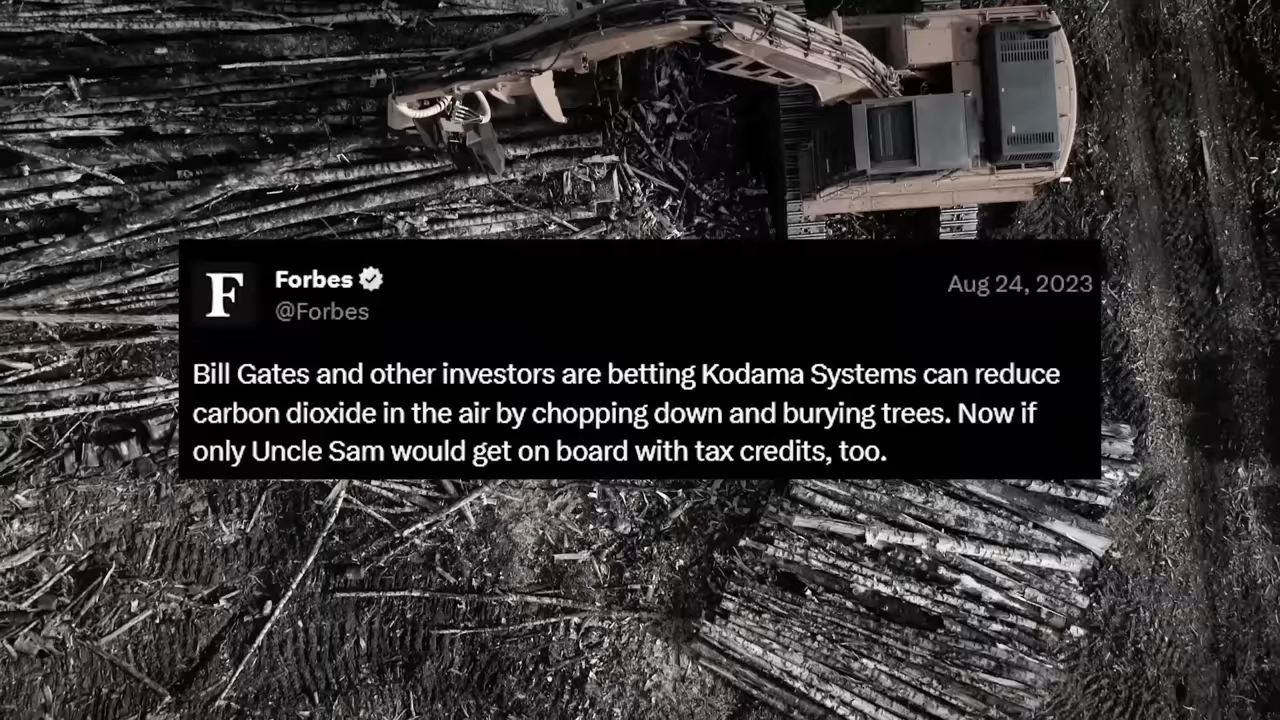 F
Forbes
@Forbes
Aug 24, 2023
Bill Gates and other investors are betting Kodama Systems can reduce
carbon dioxide in the air by chopping down and burying trees. Now if
only Uncle Sam would get on board with tax credits, too.